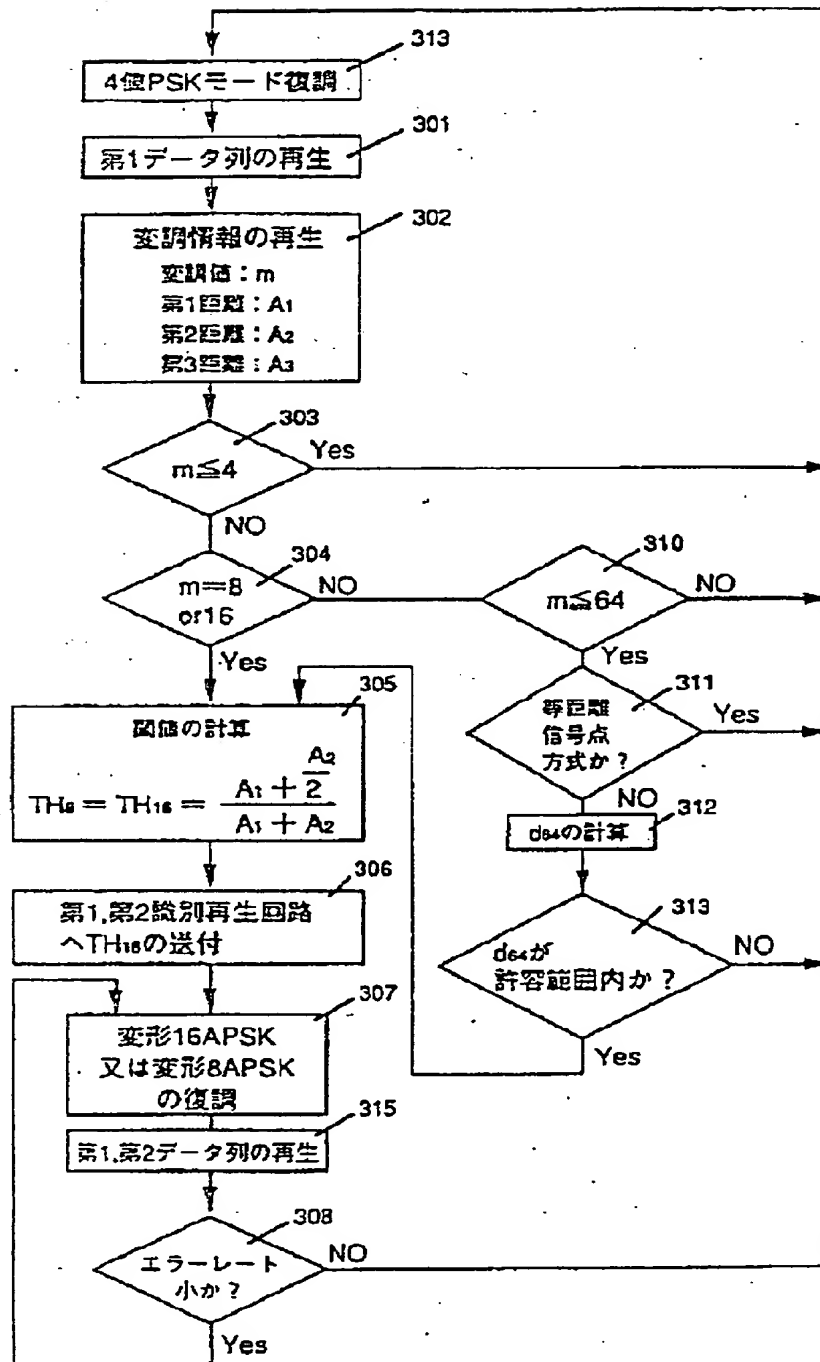 313
4値PSKモード復調
301
第1データ列の再生
302
変調情報の再生
変調値：m
第1距離：A1
第2距離：A2
第3距離：A3
303
m≦4
Yes
NO
304
m=8
or16
NO
Yes
310
m≦64
NO
Yes
311
等距離
信号点
方式か？
Yes
NO
312
d64の計算
313
d64が
許容範囲内か？
NO
Yes
305
閾値の計算
TH8 = TH16 = (A1 + A2/2) / (A1 + A2)
306
第1,第2識別再生回路
へTH16の送付
307
変形16APSK
又は変形8APSK
の復調
315
第1,第2データ列の再生
308
エラーレート
小か？
NO
Yes